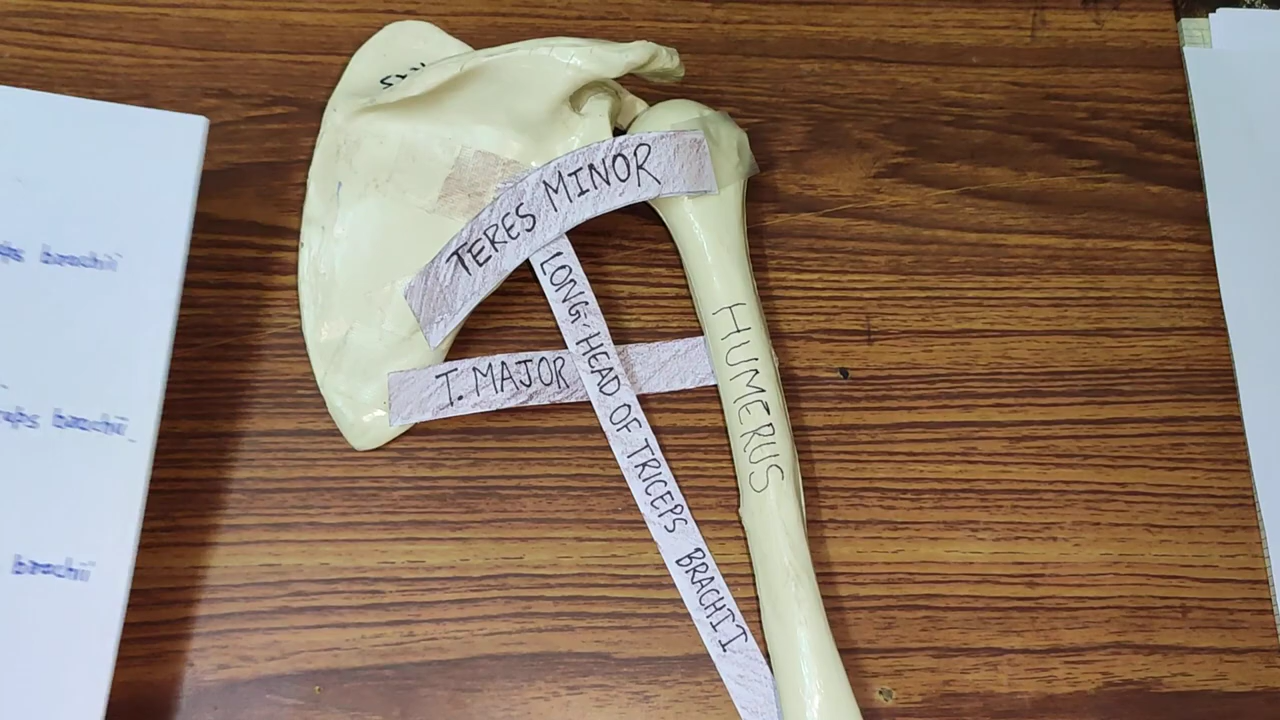 TERES MINOR
T. MAJOR
LONG-HEAD OF TRICEPS BRACHII
HUMERUS
brachii
brachii
brachii